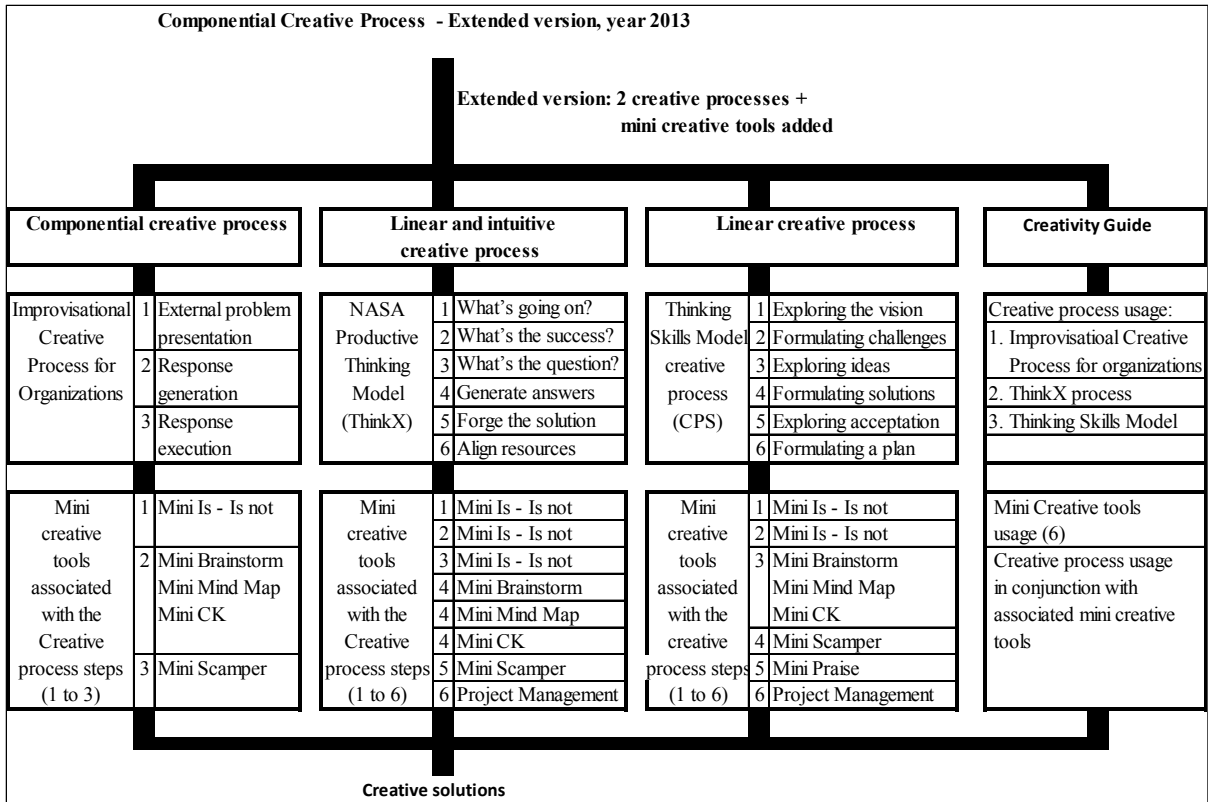 Componential Creative Process - Extended version, year 2013
Extended version: 2 creative processes +
mini creative tools added
Componential creative process
Linear and intuitive
creative process
Linear creative process
Creativity Guide
Improvisational
Creative
Process for
Organizations
1 External problem
presentation
2 Response
generation
3 Response
execution
NASA
Productive
Thinking
Model
(ThinkX)
1 What's going on?
2 What's the success?
3 What's the question?
4 Generate answers
5 Forge the solution
6 Align resources
Thinking
Skills Model
creative
process
(CPS)
1 Exploring the vision
2 Formulating challenges
3 Exploring ideas
4 Formulating solutions
5 Exploring acceptation
6 Formulating a plan
Creative process usage:
1. Improvisatioal Creative
Process for organizations
2. ThinkX process
3. Thinking Skills Model
Mini
creative
tools
associated
with the
Creative
process steps
(1 to 3)
1 Mini Is - Is not
2 Mini Brainstorm
Mini Mind Map
Mini CK
3 Mini Scamper
Mini
creative
tools
associated
with the
Creative
process steps
(1 to 6)
1 Mini Is - Is not
2 Mini Is - Is not
3 Mini Is - Is not
4 Mini Brainstorm
4 Mini Mind Map
4 Mini CK
5 Mini Scamper
6 Project Management
Mini
creative
tools
associated
with the
creative
process steps
(1 to 6)
1 Mini Is - Is not
2 Mini Is - Is not
3 Mini Brainstorm
Mini Mind Map
Mini CK
4 Mini Scamper
5 Mini Praise
6 Project Management
Mini Creative tools
usage (6)
Creative process usage
in conjunction with
associated mini creative
tools
Creative solutions